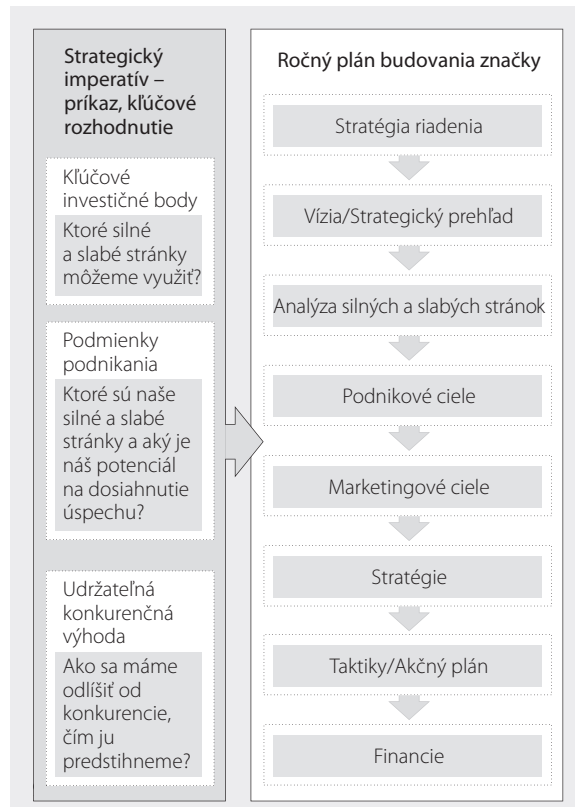 Strategický
imperatív –
príkaz, kľúčové
rozhodnutie
Kľúčové
investičné body
Ktoré silné
a slabé stránky
môžeme využiť?
Podmienky
podnikania
Ktoré sú naše
silné a slabé
stránky a aký je
náš potenciál
na dosiahnutie
úspechu?
Udržateľná
konkurenčná
výhoda
Ako sa máme
odlíšiť od
konkurencie,
čím ju
predstihneme?
Ročný plán budovania značky
Stratégia riadenia
Vízia/Strategický prehľad
Analýza silných a slabých stránok
Podnikové ciele
Marketingové ciele
Stratégie
Taktiky/Akčný plán
Financie